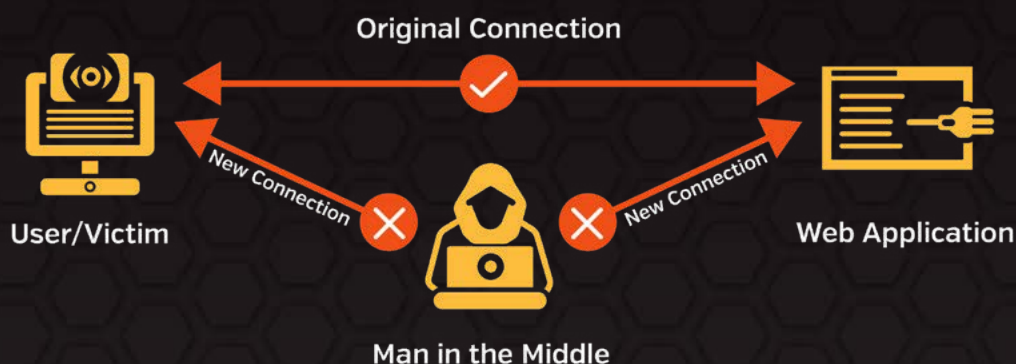 Original Connection
New Connection
New Connection
User/Victim
Web Application
Man in the Middle